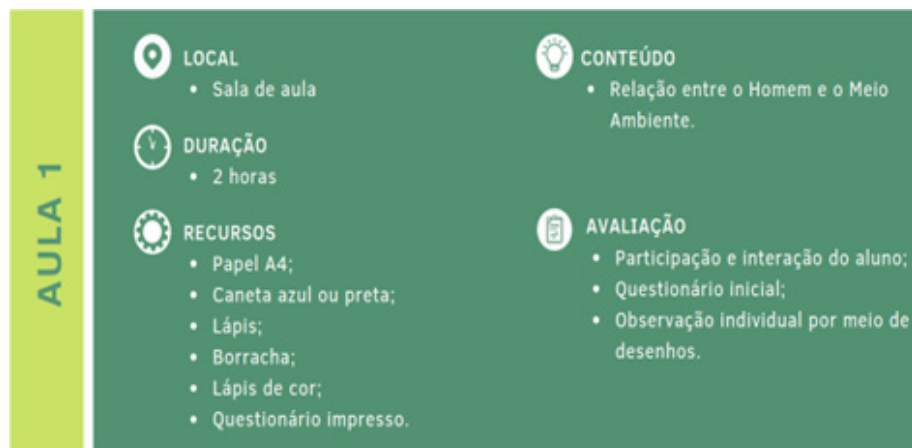 AULA 1
LOCAL
• Sala de aula
DURAÇÃO
• 2 horas
RECURSOS
• Papel A4;
• Caneta azul ou preta;
• Lápis;
• Borracha;
• Lápis de cor;
• Questionário impresso.
CONTEÚDO
• Relação entre o Homem e o Meio
Ambiente.
AVALIAÇÃO
• Participação e interação do aluno;
• Questionário inicial;
• Observação individual por meio de
desenhos.